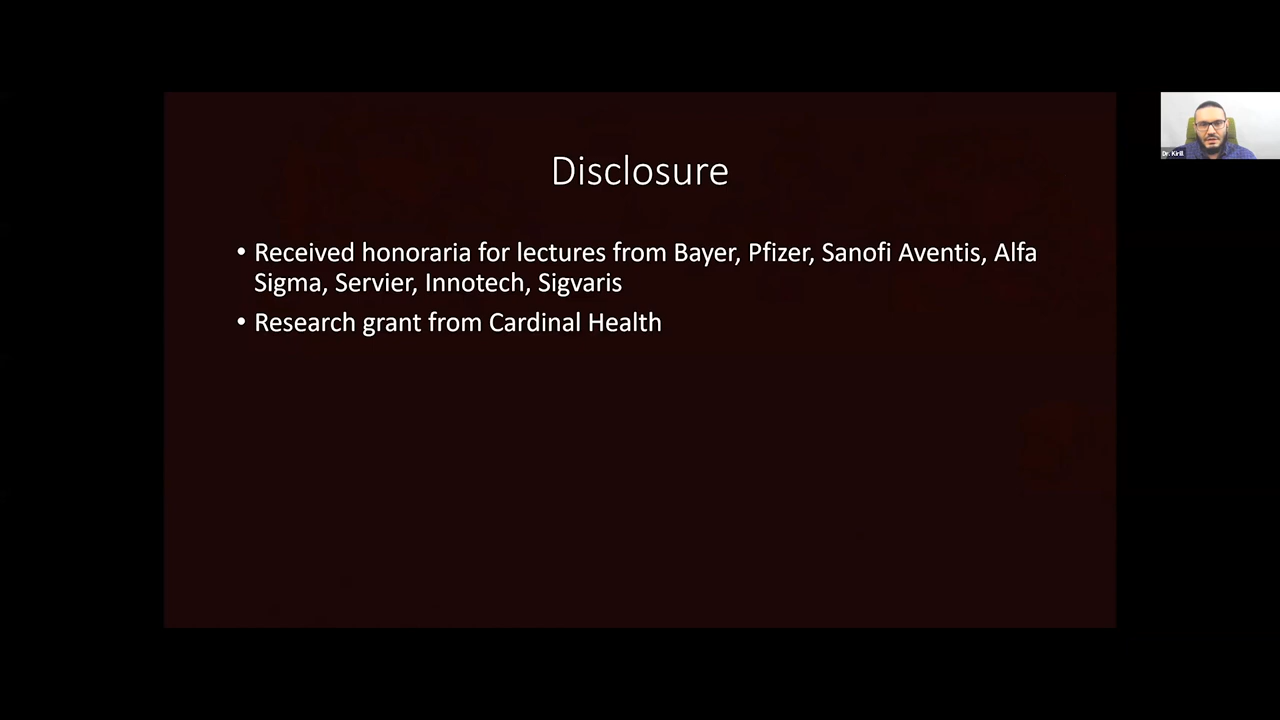 Disclosure
• Received honoraria for lectures from Bayer, Pfizer, Sanofi Aventis, Alfa
Sigma, Servier, Innotech, Sigvaris
• Research grant from Cardinal Health
Dr. Kirill